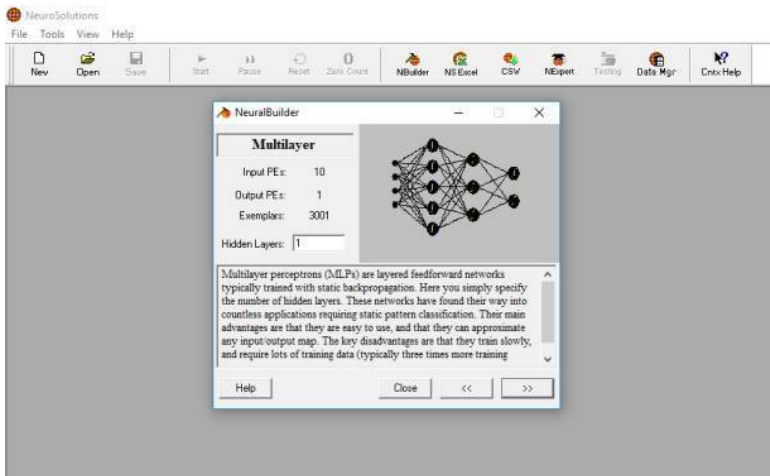 NeuroSolutions
File Tools View Help
New Open Save Start Pause Reset Zero Count NBuilder NS Excel CSW NExpert Testing Data Mgr Cntx Help
NeuralBuilder
Multilayer
Input PEs: 10
Output PEs: 1
Exemplars: 3001
Hidden Layers: 1
Multilayer perceptrons (MLPs) are layered feedforward networks
typically trained with static backpropagation. Here you simply specify
the number of hidden layers. These networks have found their way into
countless applications requiring static pattern classification. Their main
advantages are that they are easy to use, and that they can approximate
any input/output map. The key disadvantages are that they train slowly,
and require lots of training data (typically three times more training
Help Close << >>